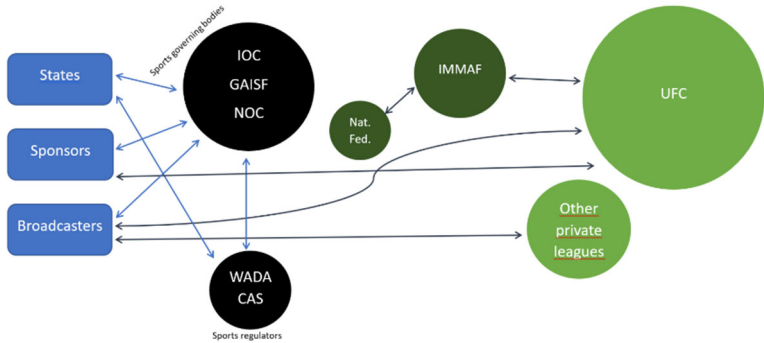 Sports governing bodies
States
Sponsors
Broadcasters
IOC
GAISF
NOC
WADA
CAS
Sports regulators
Nat.
Fed.
IMMAF
UFC
Other
private
leagues